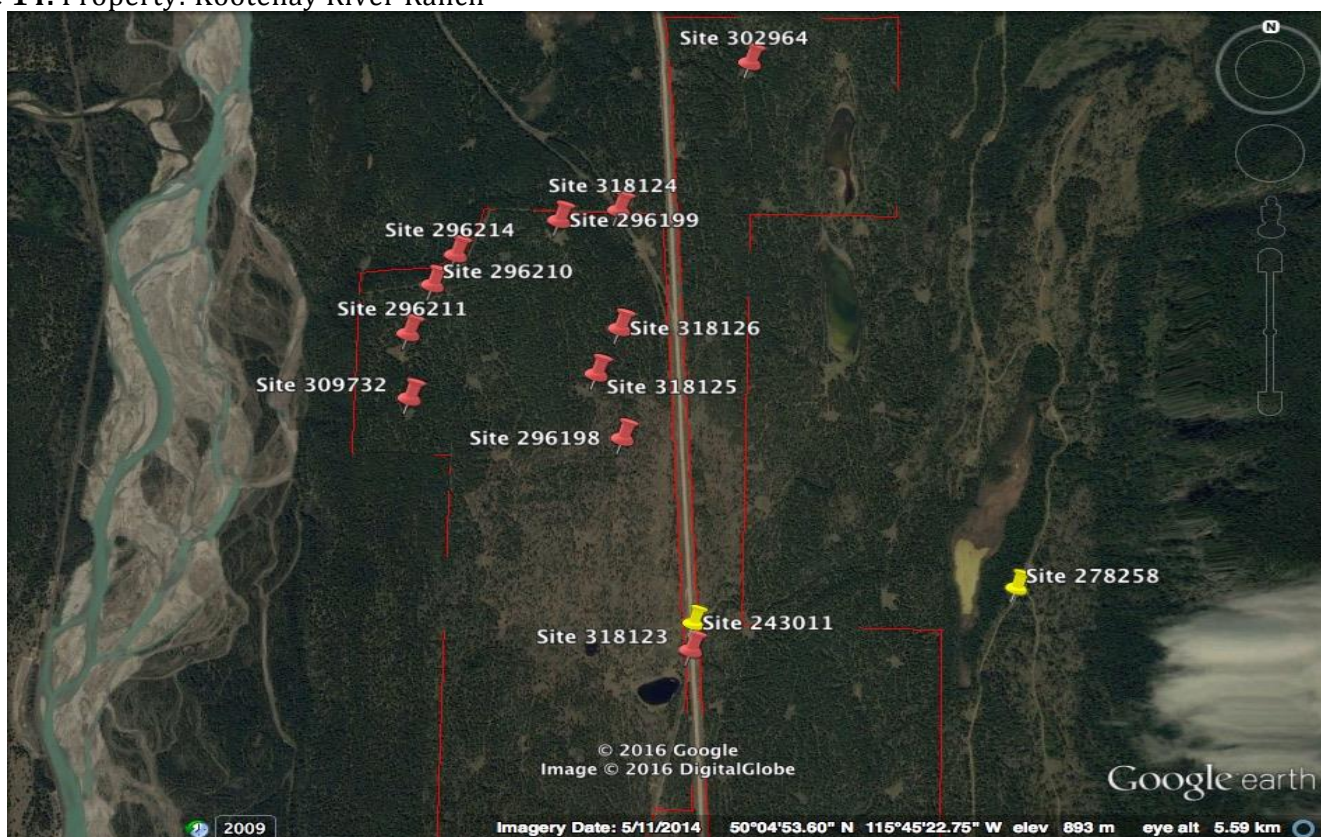 14. Property: Kootenay River Ranch
N
Site 302964
Site 318124
Site 296199
Site 296214
Site 296210
Site 296211
Site 318126
Site 309732
Site 318125
Site 296198
Site 278258
Site 243011
Site 318123
© 2016 Google
Image © 2016 DigitalGlobe
Google earth
2009
Imagery Date: 5/11/2014 50°04'53.60" N 115°45'22.75" W elev 893 m eye alt 5.59 km